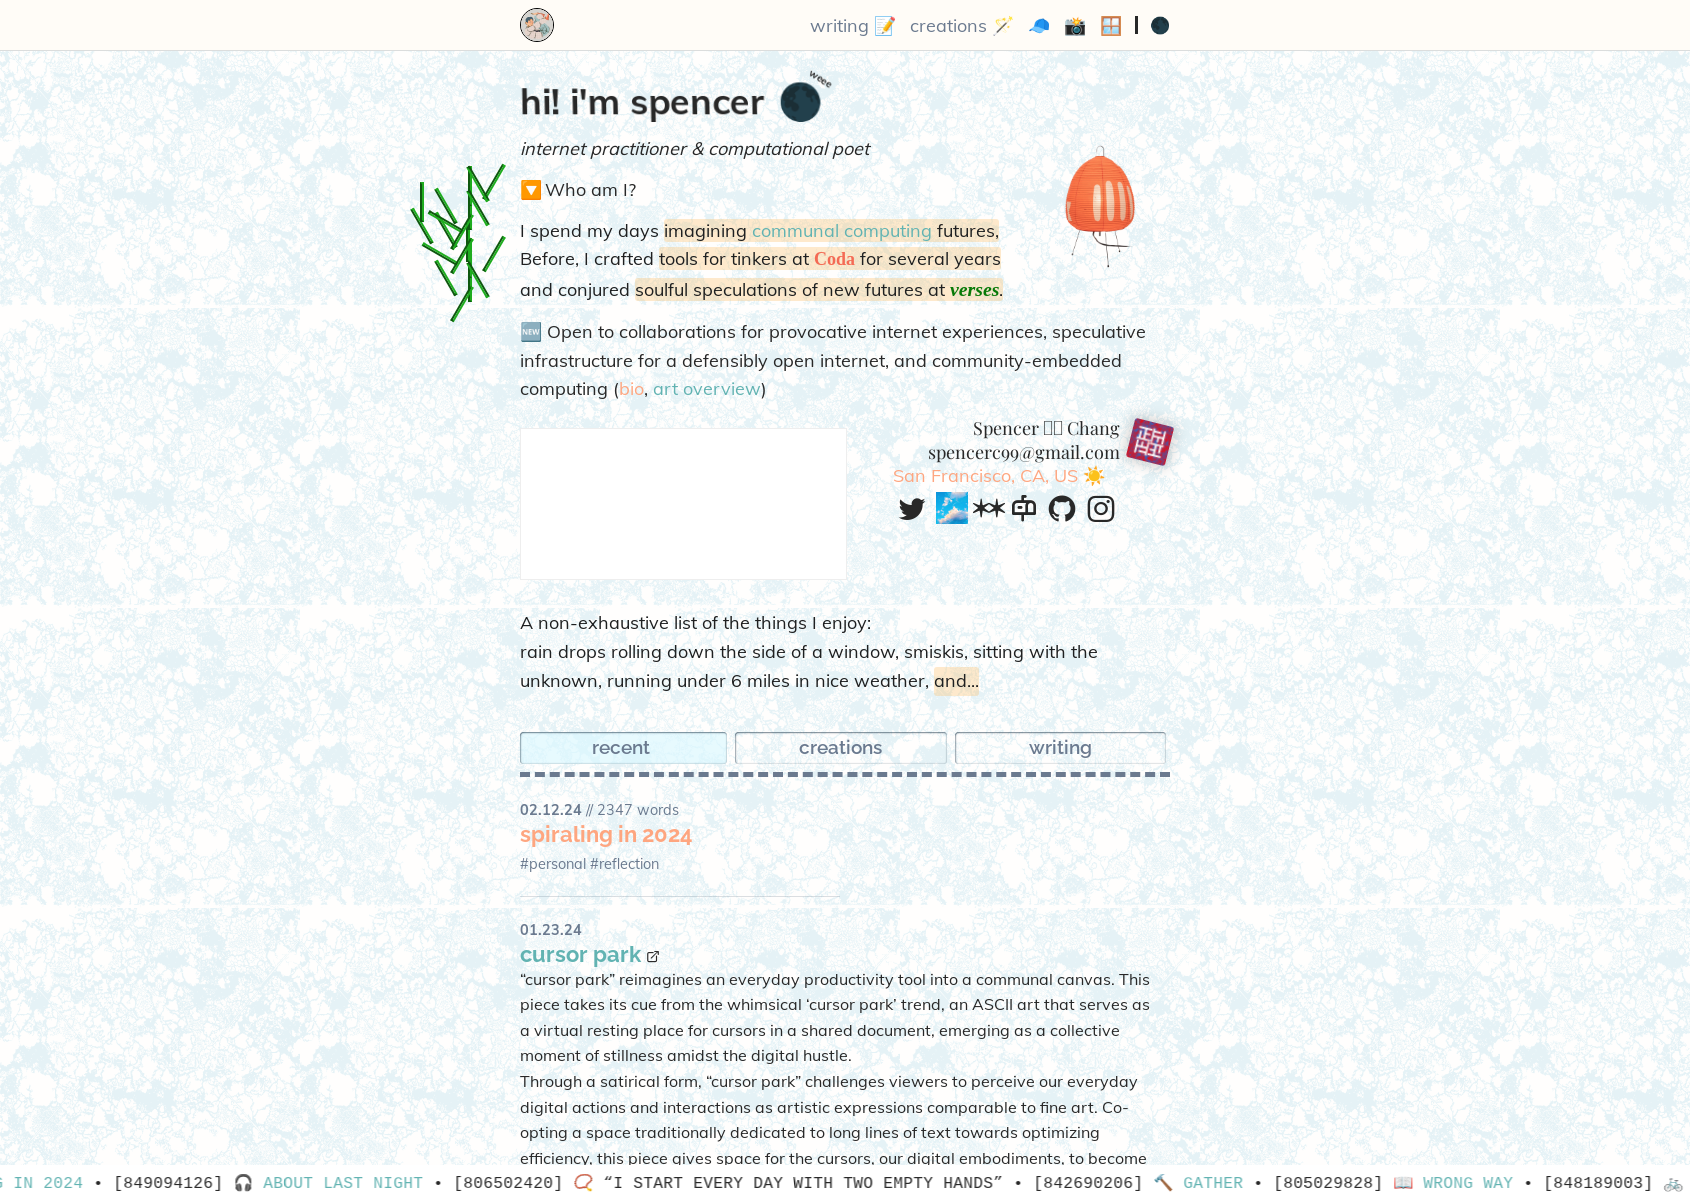 writing 📝 creations 🪄 🧢 📸 🪟 | 🌑
hi! i'm spencer 🌑 weee
internet practitioner & computational poet
🔽 Who am I?
I spend my days imagining communal computing futures,
Before, I crafted tools for tinkers at Coda for several years
and conjured soulful speculations of new futures at verses.
🆕 Open to collaborations for provocative internet experiences, speculative
infrastructure for a defensibly open internet, and community-embedded
computing (bio, art overview)
Spencer Chang
spencerc99@gmail.com
San Francisco, CA, US ☀️
A non-exhaustive list of the things I enjoy:
rain drops rolling down the side of a window, smiskis, sitting with the
unknown, running under 6 miles in nice weather, and...
recent creations writing
02.12.24 // 2347 words
spiraling in 2024
#personal #reflection
01.23.24
cursor park
“cursor park” reimagines an everyday productivity tool into a communal canvas. This
piece takes its cue from the whimsical ‘cursor park’ trend, an ASCII art that serves as
a virtual resting place for cursors in a shared document, emerging as a collective
moment of stillness amidst the digital hustle.
Through a satirical form, “cursor park” challenges viewers to perceive our everyday
digital actions and interactions as artistic expressions comparable to fine art. Co-
opting a space traditionally dedicated to long lines of text towards optimizing
efficiency, this piece gives space for the cursors, our digital embodiments, to become
G IN 2024 • [849094126] 🎧 ABOUT LAST NIGHT • [806502420] 📿 “I START EVERY DAY WITH TWO EMPTY HANDS” • [842690206] 🔨 GATHER • [805029828] 📖 WRONG WAY • [848189003] 🚲